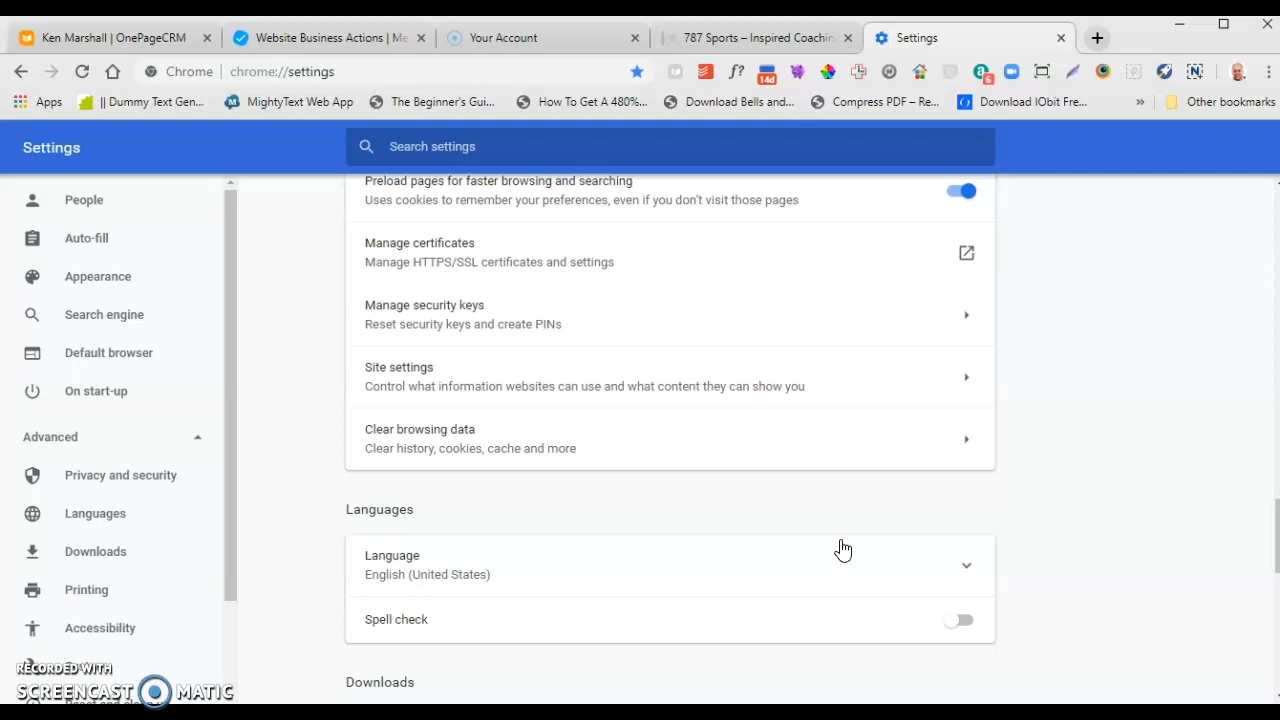 Ken Marshall | OnePageCRM
Website Business Actions | Me
Your Account
787 Sports – Inspired Coachin
Settings
Chrome | chrome://settings
f?
14d
6
N
Apps
|| Dummy Text Gen...
MightyText Web App
The Beginner's Gui...
How To Get A 480%...
Download Bells and...
Compress PDF – Re...
Download IObit Fre...
»
Other bookmarks
Settings
Search settings
People
Auto-fill
Appearance
Search engine
Default browser
On start-up
Advanced
Privacy and security
Languages
Downloads
Printing
Accessibility
RECORDED WITH
SCREENCAST MATIC
Preload pages for faster browsing and searching
Uses cookies to remember your preferences, even if you don't visit those pages
Manage certificates
Manage HTTPS/SSL certificates and settings
Manage security keys
Reset security keys and create PINs
Site settings
Control what information websites can use and what content they can show you
Clear browsing data
Clear history, cookies, cache and more
Languages
Language
English (United States)
Spell check
Downloads